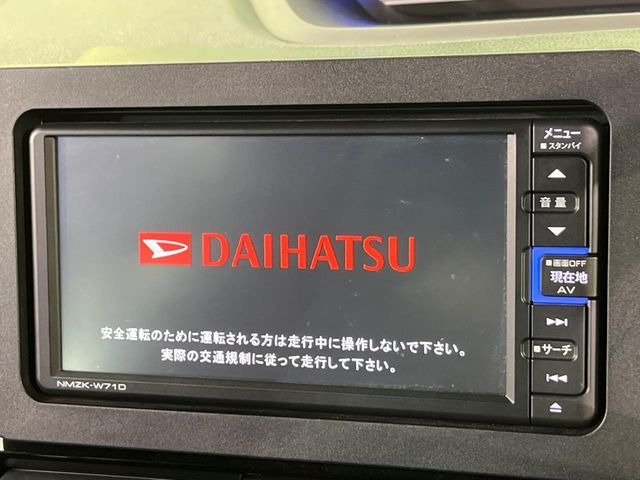 メニュー
■スタンバイ
音量
■画面OFF
現在地
AV
■サーチ
DAIHATSU
安全運転のために運転される方は走行中に操作しないで下さい。
実際の交通規制に従って走行して下さい。
NMZK-W71D